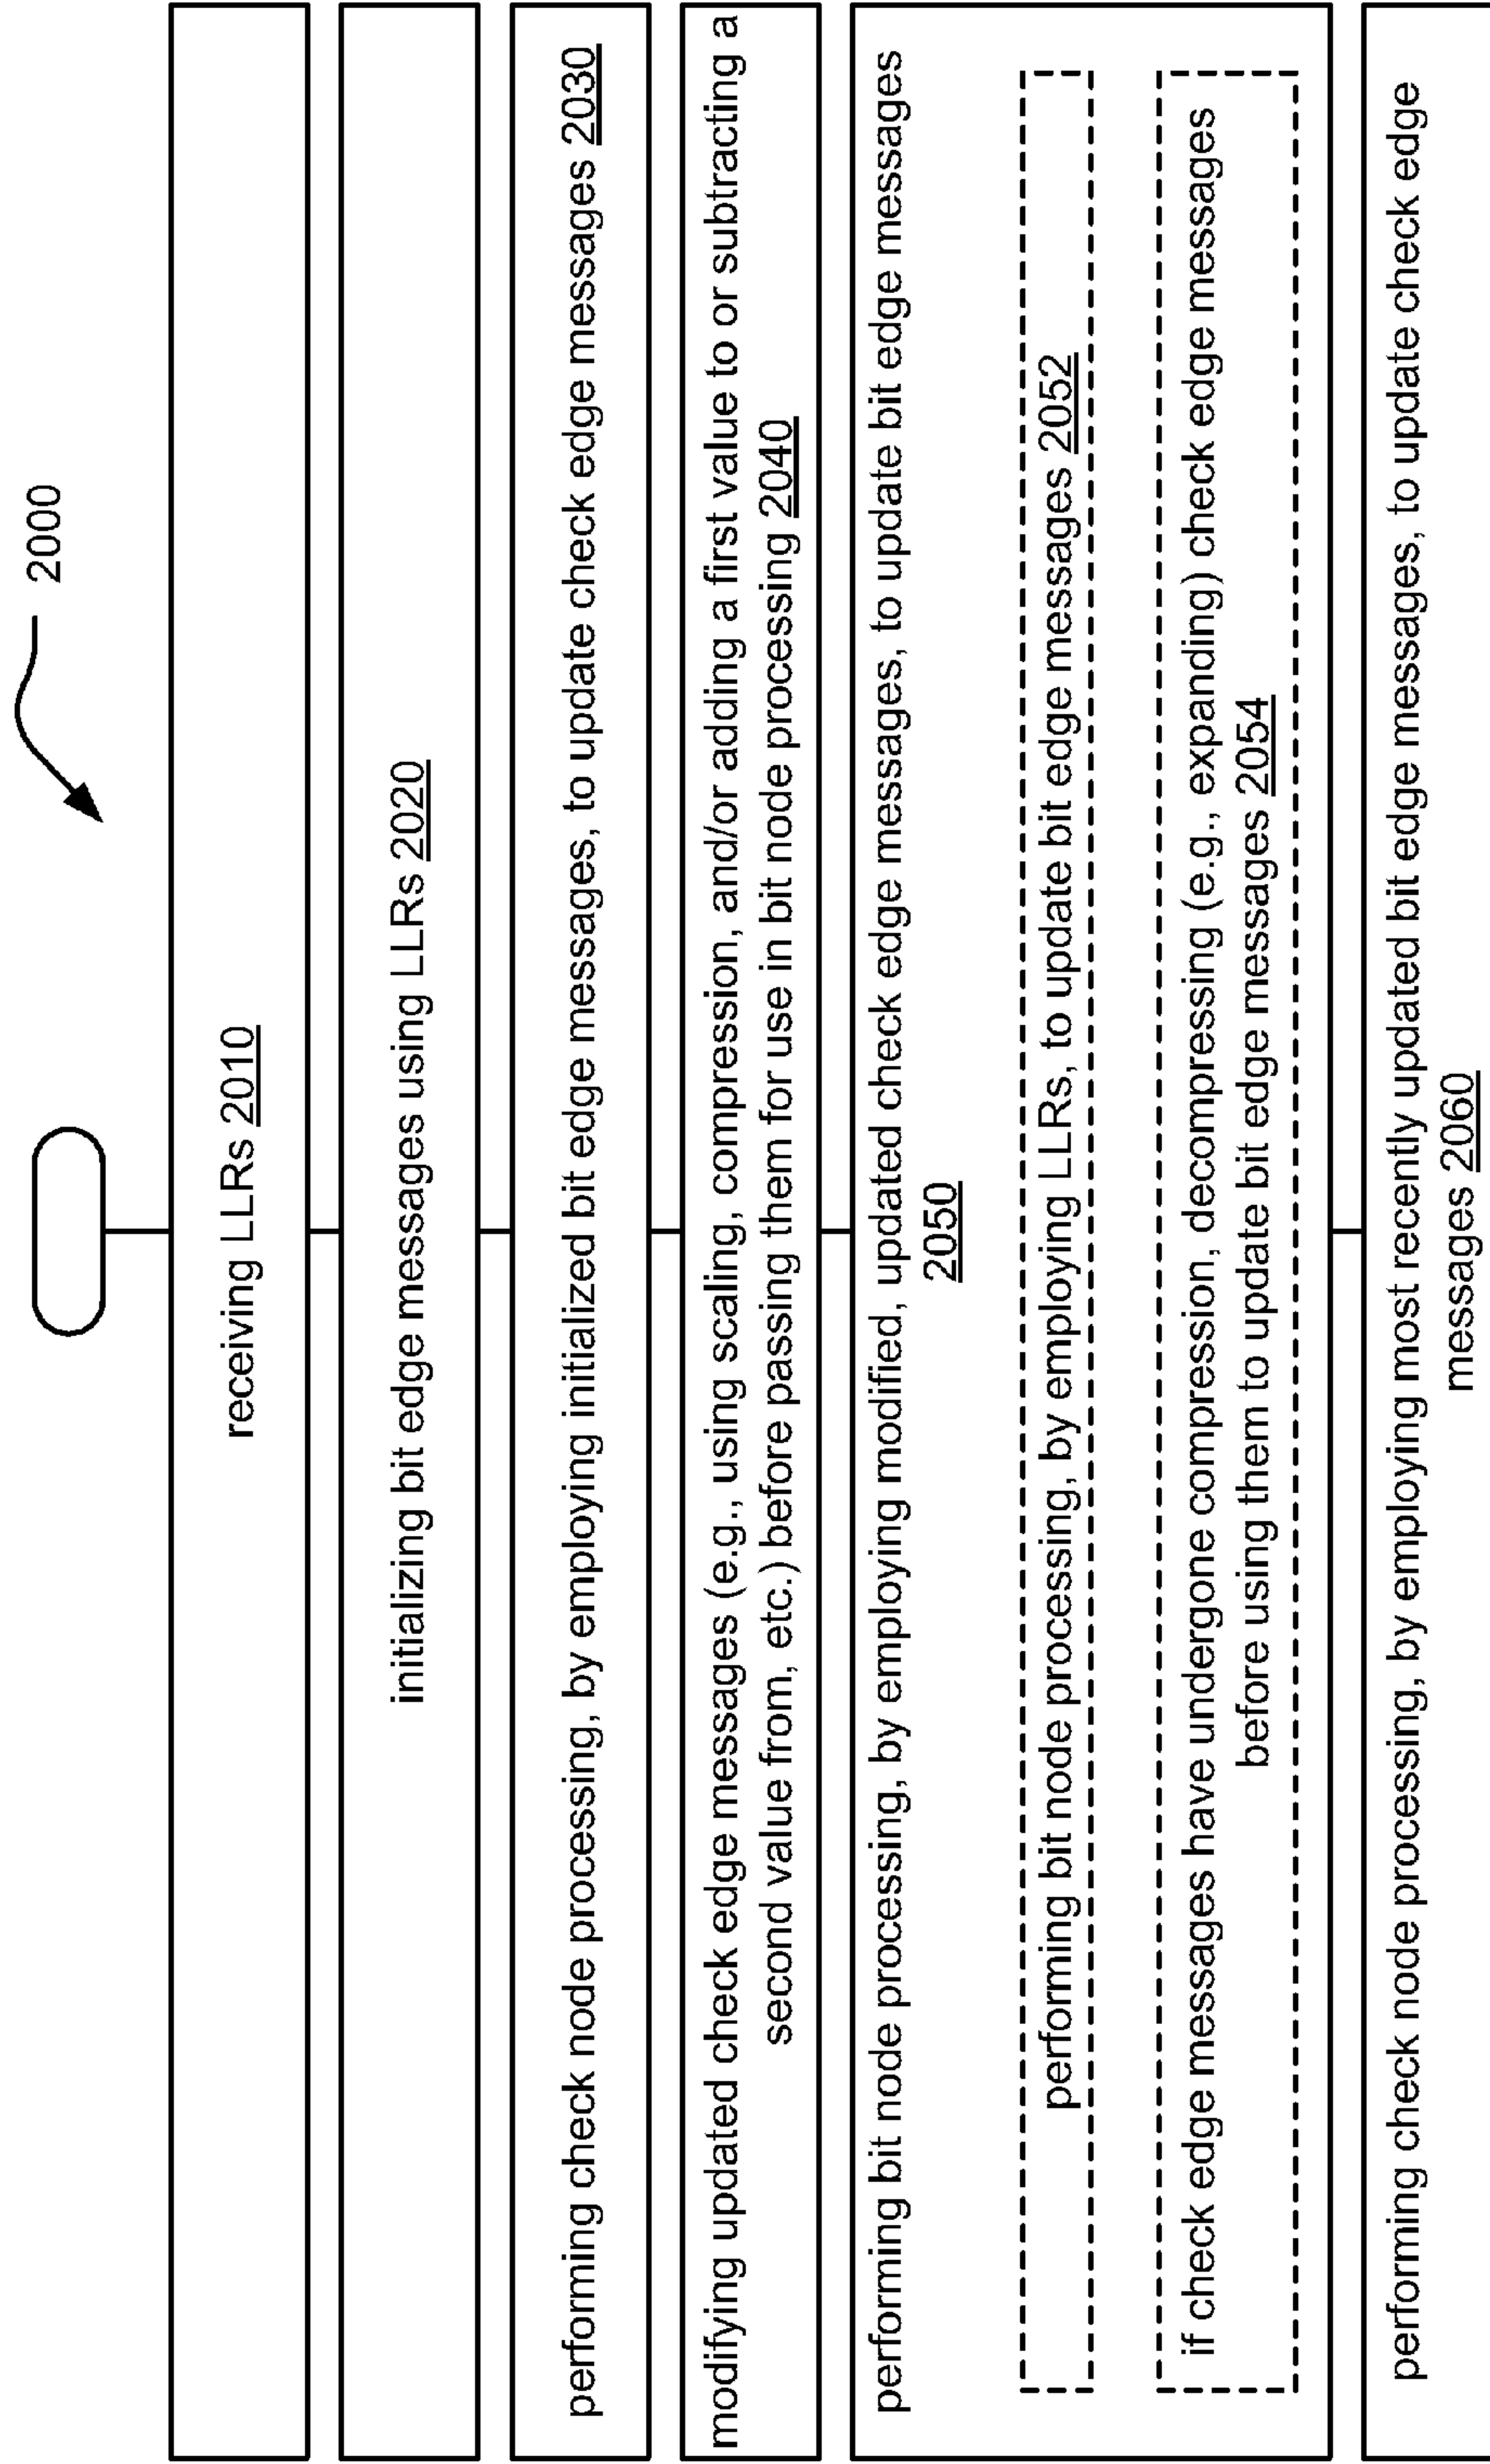 2000
receiving LLRs 2010
initializing bit edge messages using LLRs 2020
performing check node processing, by employing initialized bit edge messages, to update check edge messages 2030
modifying updated check edge messages (e.g., using scaling, compression, and/or adding a first value to or subtracting a
second value from, etc.) before passing them for use in bit node processing 2040
performing bit node processing, by employing modified, updated check edge messages, to update bit edge messages
2050
performing bit node processing, by employing LLRs, to update bit edge messages 2052
if check edge messages have undergone compression, decompressing (e.g., expanding) check edge messages
before using them to update bit edge messages 2054
performing check node processing, by employing most recently updated bit edge messages, to update check edge
messages 2060